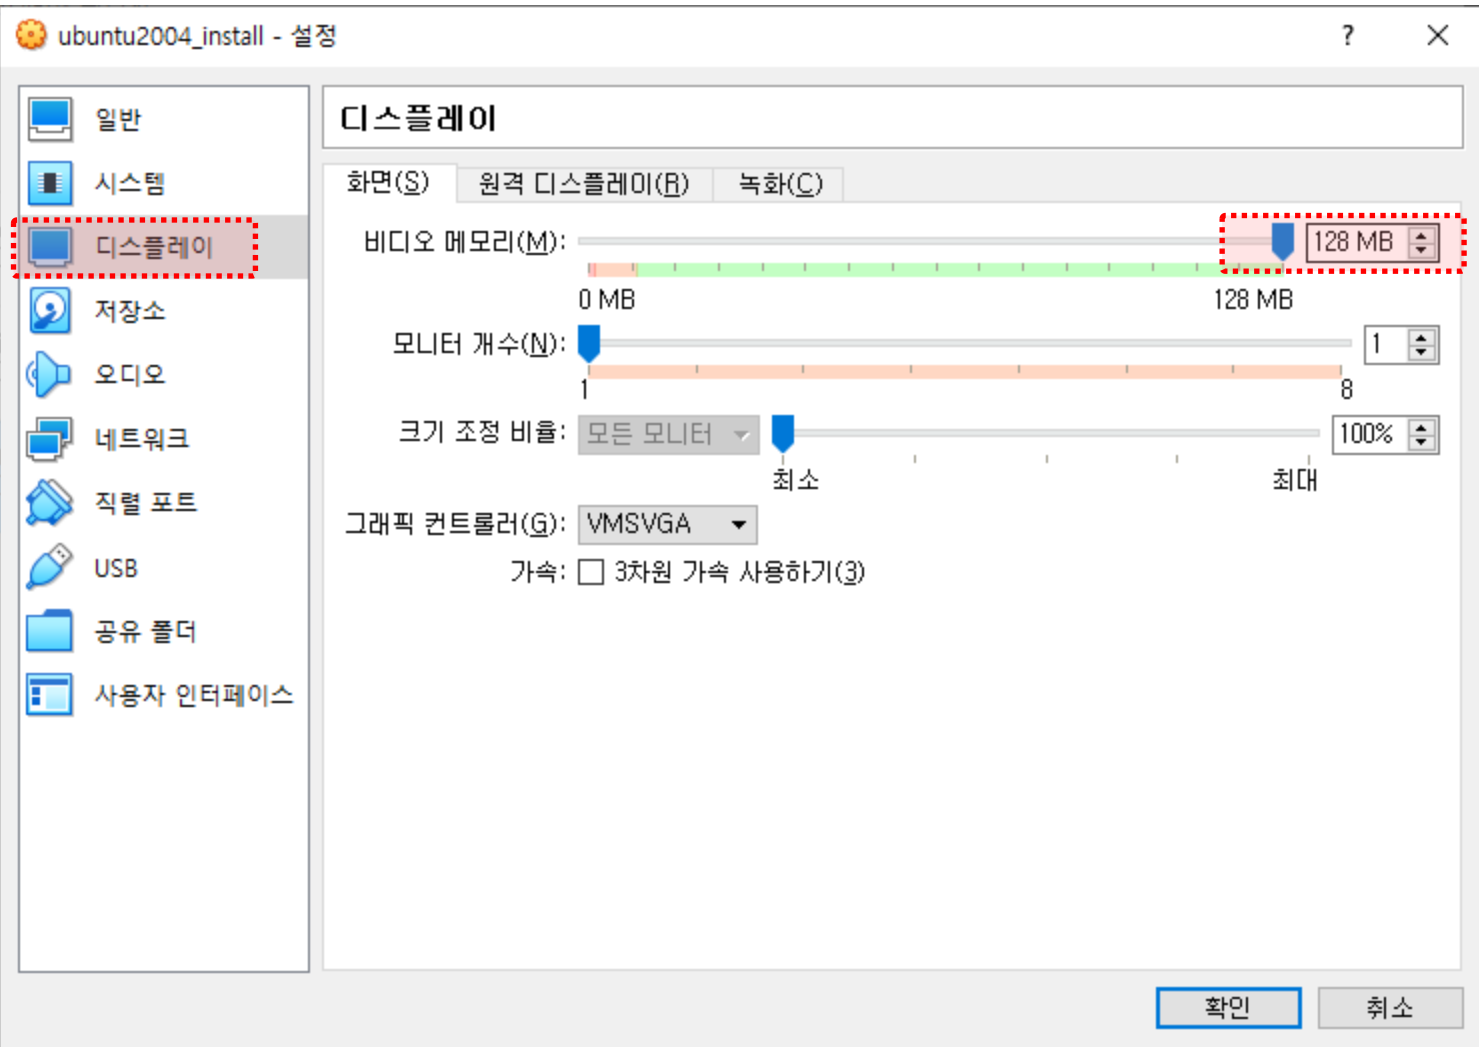 ubuntu2004_install - 설정
?
일반
시스템
디스플레이
저장소
오디오
네트워크
직렬 포트
USB
공유 폴더
사용자 인터페이스
디스플레이
화면(S) 원격 디스플레이(R) 녹화(C)
비디오 메모리(M): 128 MB
0 MB 128 MB
모니터 개수(N): 1
1 8
크기 조정 비율: 모든 모니터 100%
최소 최대
그래픽 컨트롤러(G): VMSVGA
가속: 3차원 가속 사용하기(3)
확인 취소